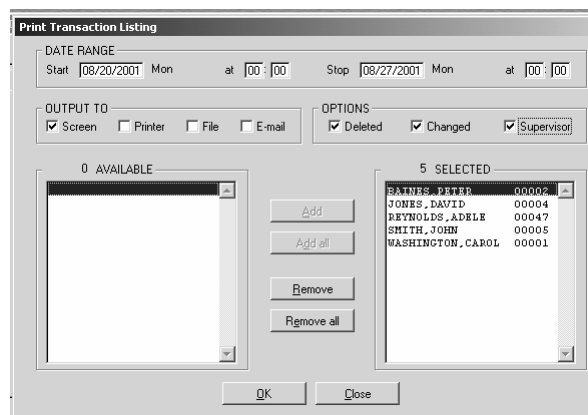 Print Transaction Listing
DATE RANGE
Start 08/20/2001 Mon at 00 : 00 Stop 08/27/2001 Mon at 00 : 00
OUTPUT TO
Screen Printer File E-mail
OPTIONS
Deleted Changed Supervisor
0 AVAILABLE
Add
Add all
Remove
Remove all
5 SELECTED
BAINES,PETER 00002
JONES,DAVID 00004
REYNOLDS,ADELE 00047
SMITH,JOHN 00005
WASHINGTON,CAROL 00001
OK Close